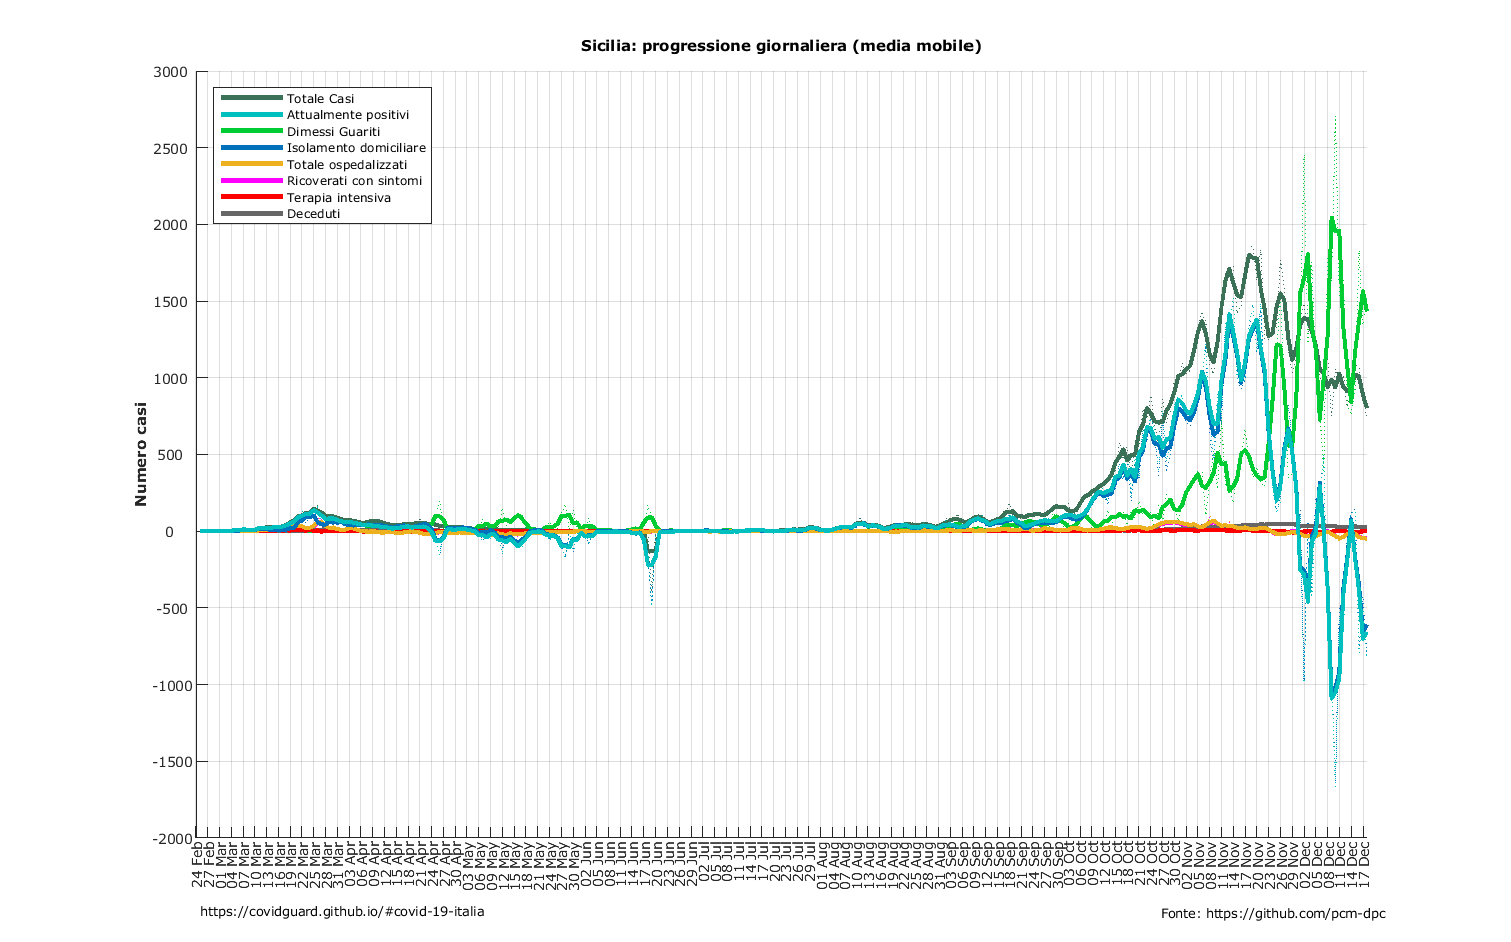 Sicilia: progressione giornaliera (media mobile)
Numero casi
3000
2500
2000
1500
1000
500
0
-500
-1000
-1500
-2000
Totale Casi
Attualmente positivi
Dimessi Guariti
Isolamento domiciliare
Totale ospedalizzati
Ricoverati con sintomi
Terapia intensiva
Deceduti
24 Feb
27 Feb
01 Mar
04 Mar
07 Mar
10 Mar
13 Mar
16 Mar
19 Mar
22 Mar
25 Mar
28 Mar
31 Mar
03 Apr
06 Apr
09 Apr
12 Apr
15 Apr
18 Apr
21 Apr
24 Apr
27 Apr
30 Apr
03 May
06 May
09 May
12 May
15 May
18 May
21 May
24 May
27 May
30 May
02 Jun
05 Jun
08 Jun
11 Jun
14 Jun
17 Jun
20 Jun
23 Jun
26 Jun
29 Jun
02 Jul
05 Jul
08 Jul
11 Jul
14 Jul
17 Jul
20 Jul
23 Jul
26 Jul
29 Jul
01 Aug
04 Aug
07 Aug
10 Aug
13 Aug
16 Aug
19 Aug
22 Aug
25 Aug
28 Aug
31 Aug
03 Sep
06 Sep
09 Sep
12 Sep
15 Sep
18 Sep
21 Sep
24 Sep
27 Sep
30 Sep
03 Oct
06 Oct
09 Oct
12 Oct
15 Oct
18 Oct
21 Oct
24 Oct
27 Oct
30 Oct
02 Nov
05 Nov
08 Nov
11 Nov
14 Nov
17 Nov
20 Nov
23 Nov
26 Nov
29 Nov
02 Dec
05 Dec
08 Dec
11 Dec
14 Dec
17 Dec
https://covidguard.github.io/#covid-19-italia
Fonte: https://github.com/pcm-dpc